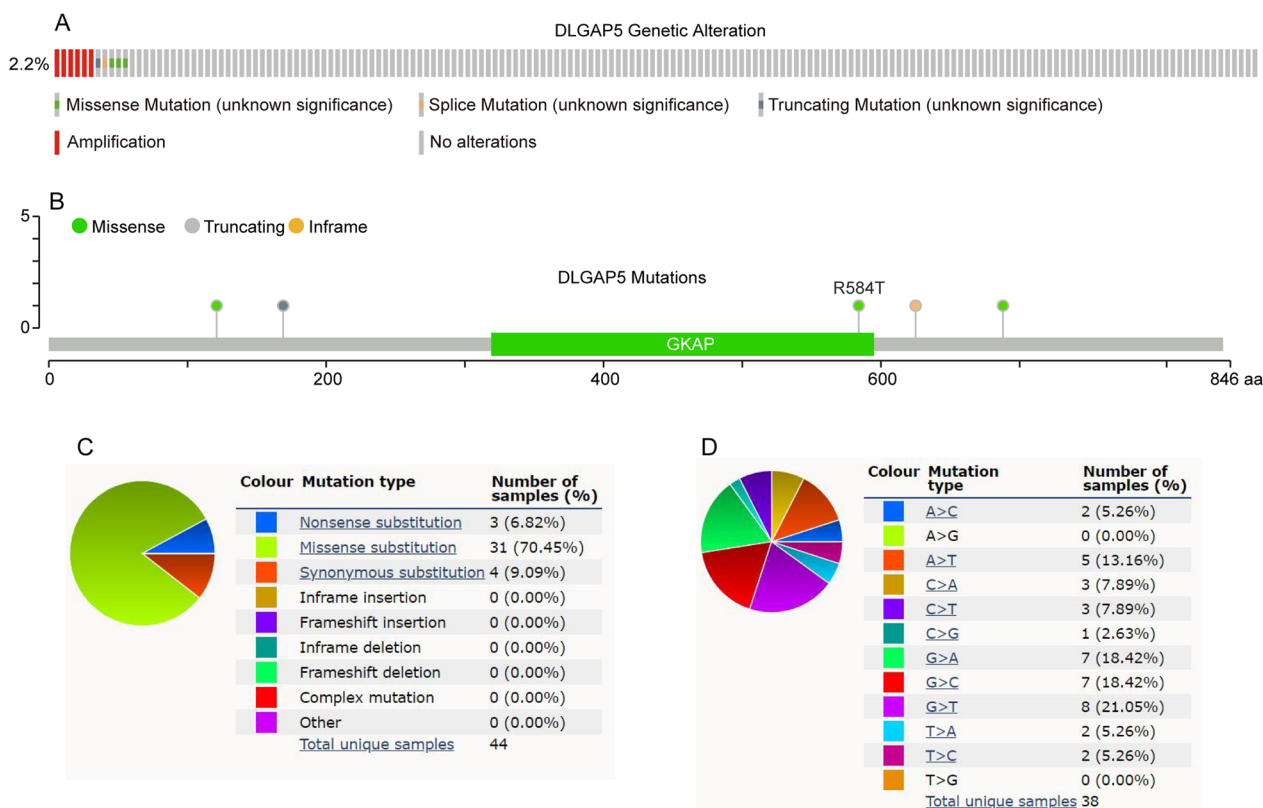 A
DLGAP5 Genetic Alteration
2.2%
Missense Mutation (unknown significance) Splice Mutation (unknown significance) Truncating Mutation (unknown significance)
Amplification No alterations
B
5
Missense Truncating Inframe
DLGAP5 Mutations
R584T
0
GKAP
0 200 400 600 846 aa
C
Colour Mutation type Number of samples (%)
Nonsense substitution 3 (6.82%)
Missense substitution 31 (70.45%)
Synonymous substitution 4 (9.09%)
Inframe insertion 0 (0.00%)
Frameshift insertion 0 (0.00%)
Inframe deletion 0 (0.00%)
Frameshift deletion 0 (0.00%)
Complex mutation 0 (0.00%)
Other 0 (0.00%)
Total unique samples 44
D
Colour Mutation type Number of samples (%)
A>C 2 (5.26%)
A>G 0 (0.00%)
A>T 5 (13.16%)
C>A 3 (7.89%)
C>T 3 (7.89%)
C>G 1 (2.63%)
G>A 7 (18.42%)
G>C 7 (18.42%)
G>T 8 (21.05%)
T>A 2 (5.26%)
T>C 2 (5.26%)
T>G 0 (0.00%)
Total unique samples 38